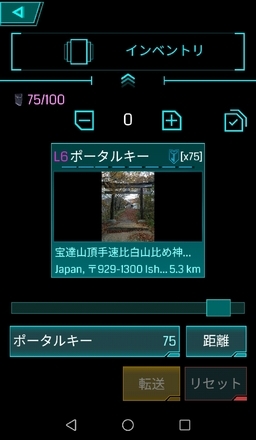 インベントリ
75/100
0
L6 ポータルキー [x75]
宝達山頂手速比白山比め神...
Japan, 〒929-1300 Ish... 5.3 km
ポータルキー 75 距離
転送 リセット